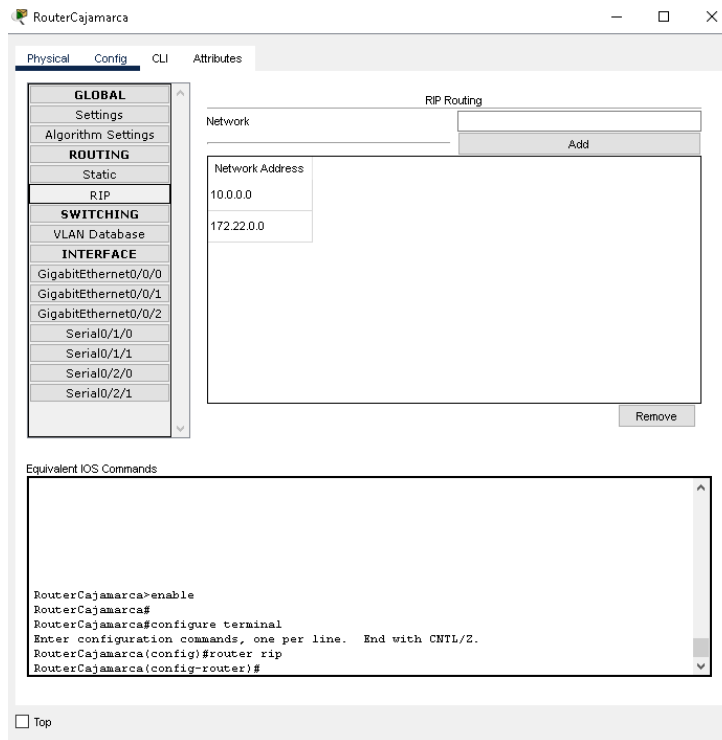 RouterCajamarca
Physical Config CLI Attributes
GLOBAL
Settings
Algorithm Settings
ROUTING
Static
RIP
SWITCHING
VLAN Database
INTERFACE
GigabitEthernet0/0/0
GigabitEthernet0/0/1
GigabitEthernet0/0/2
Serial0/1/0
Serial0/1/1
Serial0/2/0
Serial0/2/1
RIP Routing
Network
Add
Network Address
10.0.0.0
172.22.0.0
Remove
Equivalent IOS Commands
RouterCajamarca>enable
RouterCajamarca#
RouterCajamarca#configure terminal
Enter configuration commands, one per line.  End with CNTL/Z.
RouterCajamarca(config)#router rip
RouterCajamarca(config-router)#
Top